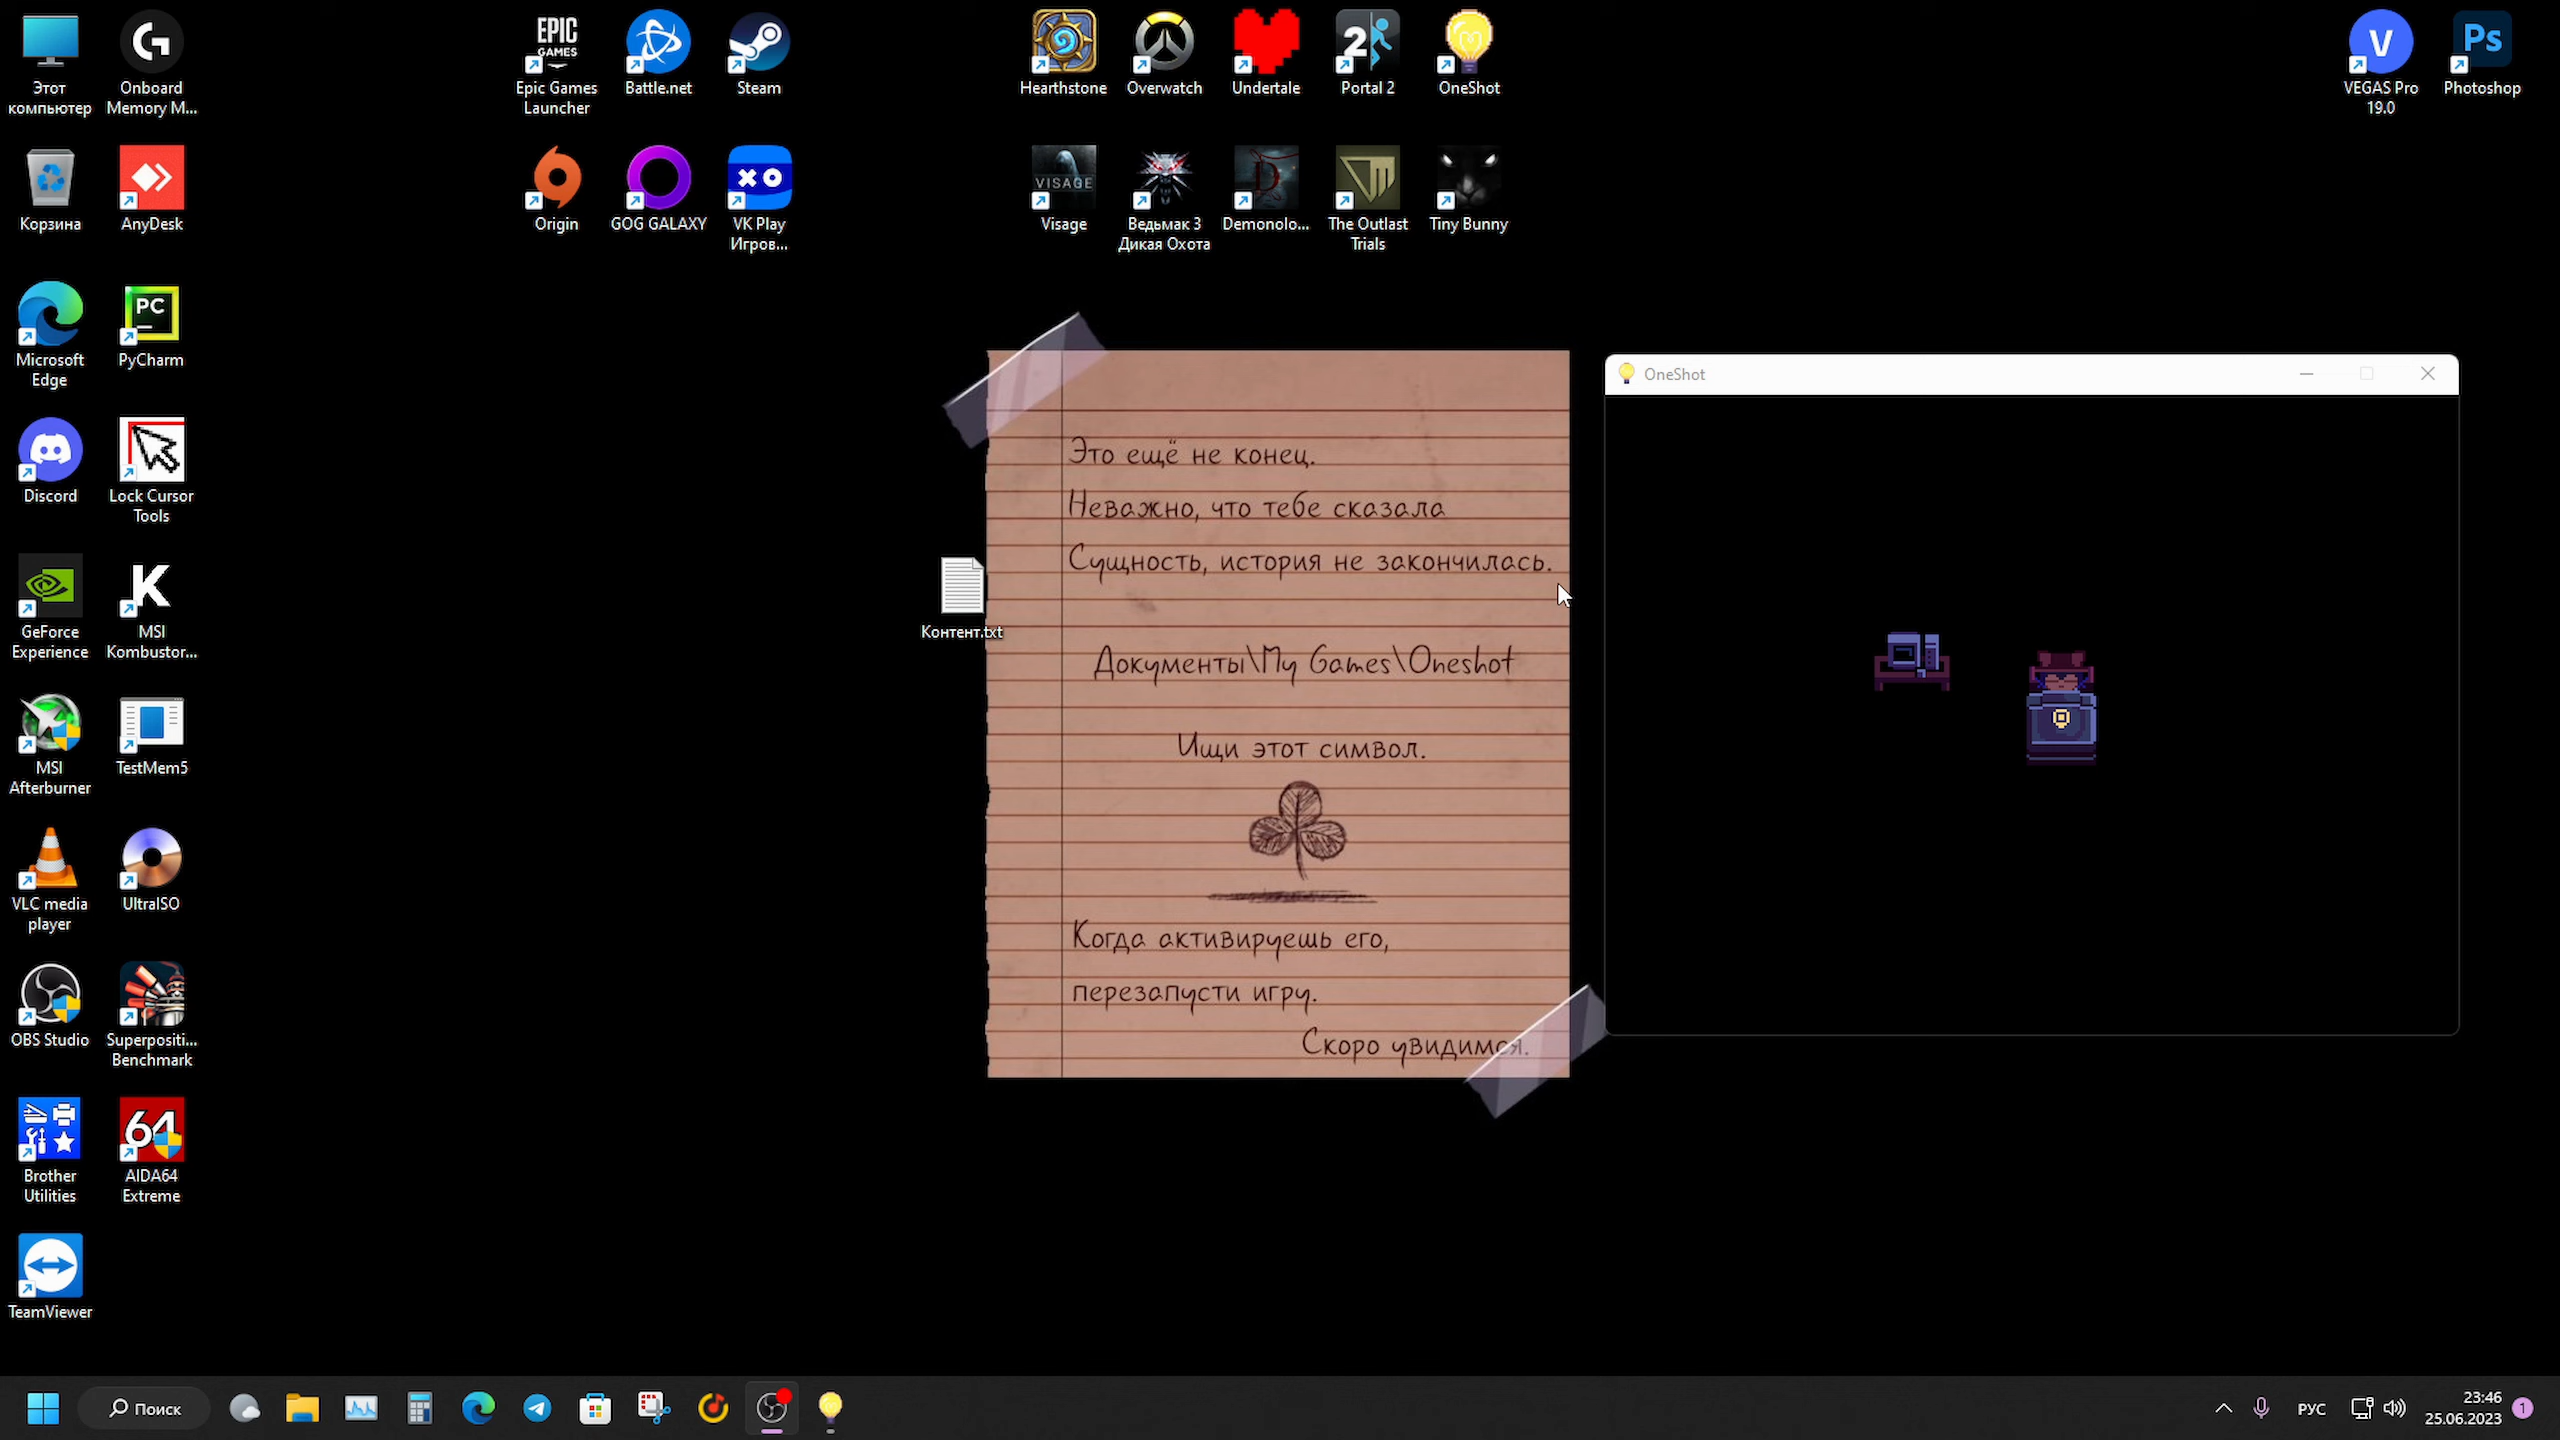 Этот
компьютер
Onboard
Memory M...
EPIC
GAMES
Epic Games
Launcher
Battle.net
Steam
Hearthstone
Overwatch
Undertale
2
Portal 2
OneShot
V
VEGAS Pro
19.0
Ps
Photoshop
Корзина
AnyDesk
Origin
GOG GALAXY
XO
VK Play
Игров...
VISAGE
Visage
Ведьмак 3
Дикая Охота
D
Demonolo...
The Outlast
Trials
Tiny Bunny
Microsoft
Edge
PC
PyCharm
Discord
Lock Cursor
Tools
GeForce
Experience
K
MSI
Kombustor...
MSI
Afterburner
TestMem5
VLC media
player
UltraISO
OBS Studio
Superpositi...
Benchmark
Brother
Utilities
64
AIDA64
Extreme
TeamViewer
Контент.txt
Это ещё не конец.
Неважно, что тебе сказала
Сущность, история не закончилась.
Документы\My Games\Oneshot
Ищи этот символ.
Когда активируешь его,
перезапусти игру.
Скоро увидимся.
OneShot
Поиск
РУС
23:46
25.06.2023
1